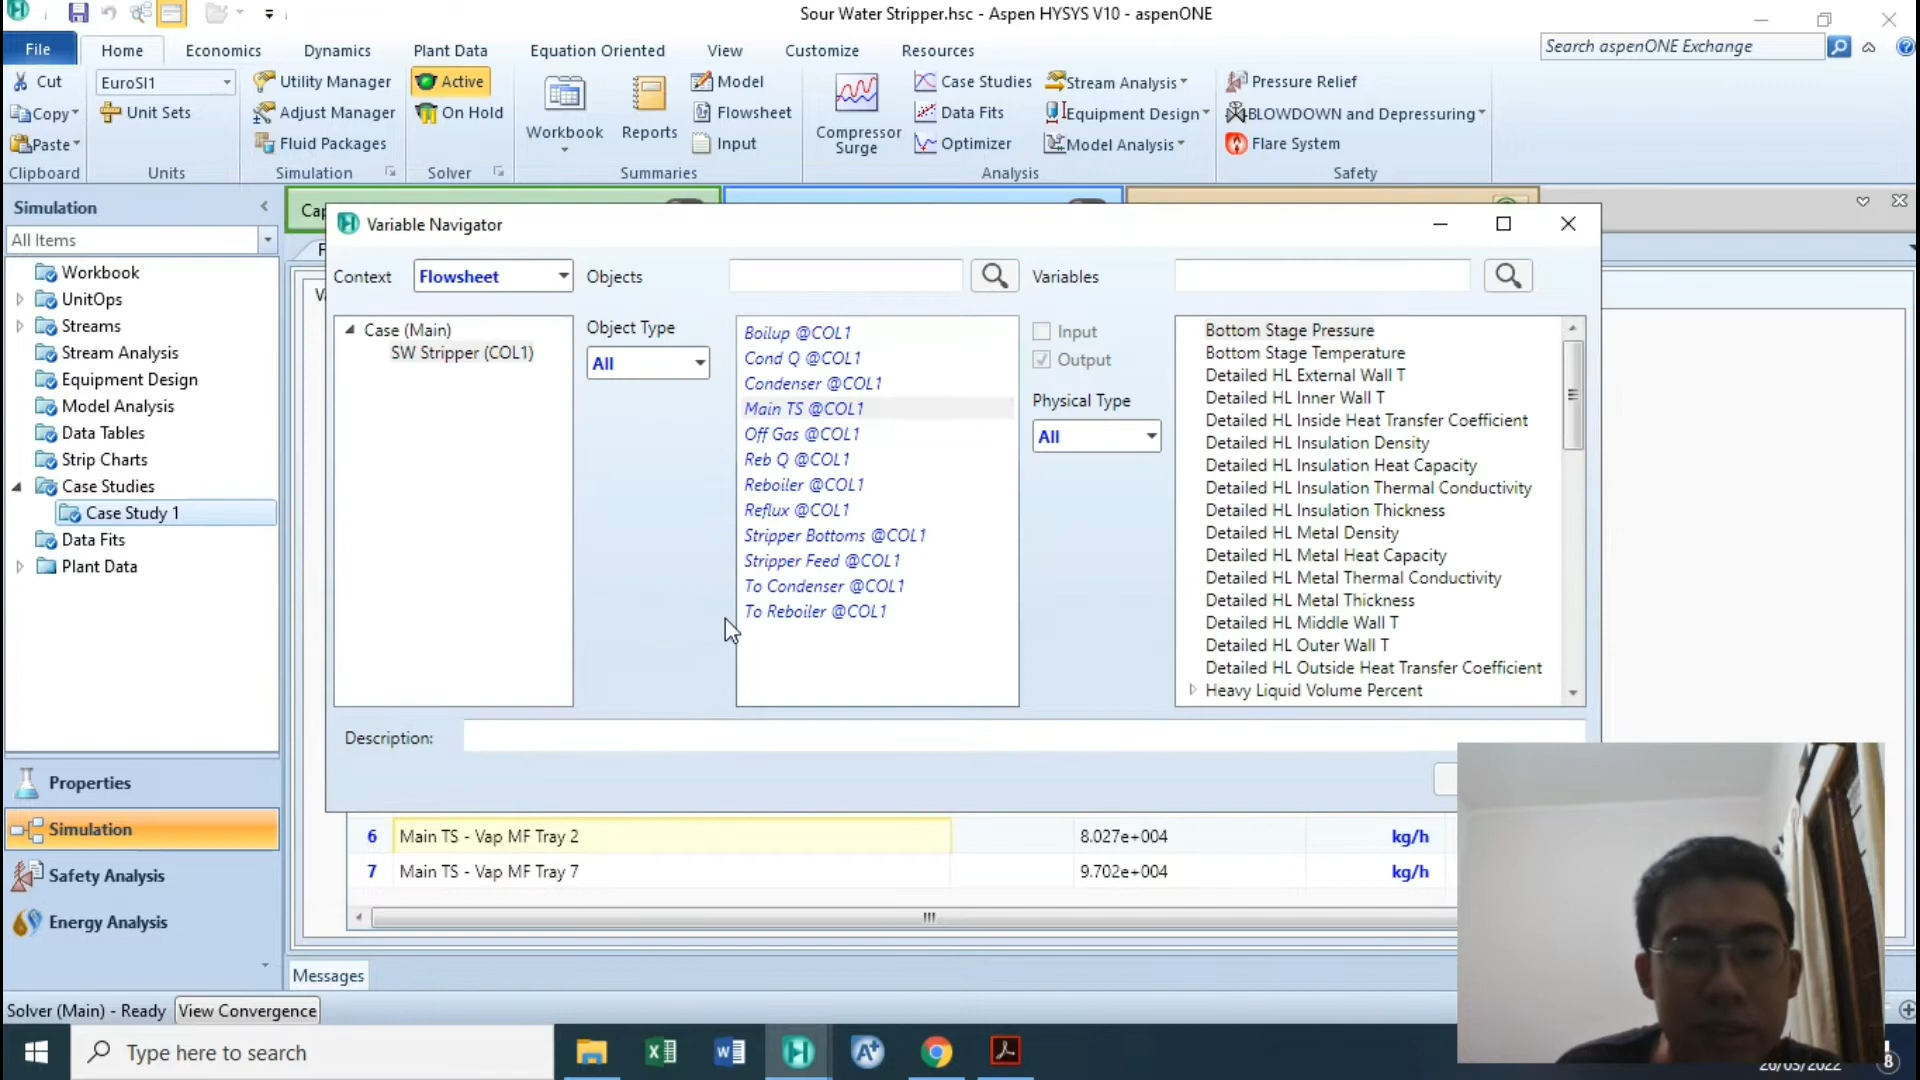 Sour Water Stripper.hsc - Aspen HYSYS V10 - aspenONE
File Home Economics Dynamics Plant Data Equation Oriented View Customize Resources Search aspenONE Exchange
Cut EuroSI1 Utility Manager Active Model Case Studies Stream Analysis Pressure Relief
Copy Unit Sets Adjust Manager On Hold Workbook Reports Flowsheet Compressor Surge Data Fits Equipment Design BLOWDOWN and Depressuring
Paste Fluid Packages Input Optimizer Model Analysis Flare System
Clipboard Units Simulation Solver Summaries Analysis Safety
Simulation
All Items
Workbook
UnitOps
Streams
Stream Analysis
Equipment Design
Model Analysis
Data Tables
Strip Charts
Case Studies
Case Study 1
Data Fits
Plant Data
Properties
Simulation
Safety Analysis
Energy Analysis
Cap
F
V
Variable Navigator
Context Flowsheet Objects Variables
Case (Main)
SW Stripper (COL1)
Object Type
All
Boilup @COL1
Cond Q @COL1
Condenser @COL1
Main TS @COL1
Off Gas @COL1
Reb Q @COL1
Reboiler @COL1
Reflux @COL1
Stripper Bottoms @COL1
Stripper Feed @COL1
To Condenser @COL1
To Reboiler @COL1
Input
Output
Physical Type
All
Bottom Stage Pressure
Bottom Stage Temperature
Detailed HL External Wall T
Detailed HL Inner Wall T
Detailed HL Inside Heat Transfer Coefficient
Detailed HL Insulation Density
Detailed HL Insulation Heat Capacity
Detailed HL Insulation Thermal Conductivity
Detailed HL Insulation Thickness
Detailed HL Metal Density
Detailed HL Metal Heat Capacity
Detailed HL Metal Thermal Conductivity
Detailed HL Metal Thickness
Detailed HL Middle Wall T
Detailed HL Outer Wall T
Detailed HL Outside Heat Transfer Coefficient
Heavy Liquid Volume Percent
Description:
6 Main TS - Vap MF Tray 2 8.027e+004 kg/h
7 Main TS - Vap MF Tray 7 9.702e+004 kg/h
Messages
Solver (Main) - Ready View Convergence
Type here to search
8